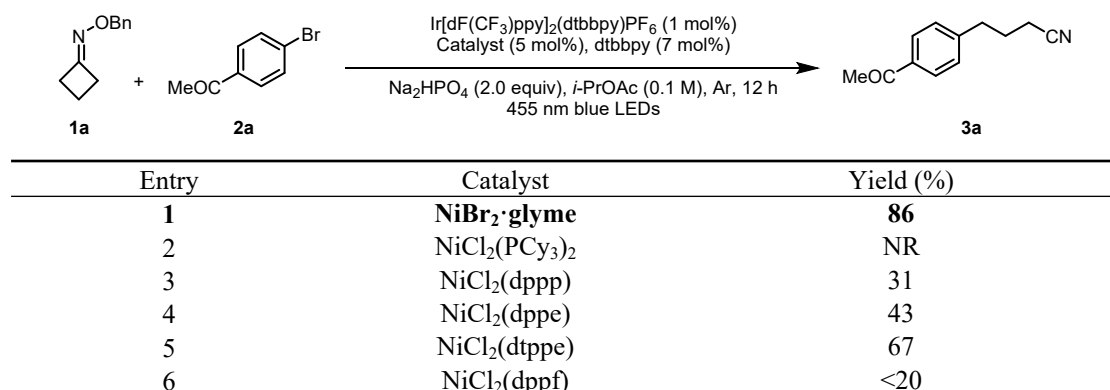 N OBn
1a
+
MeOC
Br
2a
Ir[dF(CF₃)ppy]₂(dtbbpy)PF₆ (1 mol%)
Catalyst (5 mol%), dtbbpy (7 mol%)
Na₂HPO₄ (2.0 equiv), i-PrOAc (0.1 M), Ar, 12 h
455 nm blue LEDs
MeOC
CN
3a
Entry Catalyst Yield (%)
1 NiBr₂·glyme 86
2 NiCl₂(PCy₃)₂ NR
3 NiCl₂(dppp) 31
4 NiCl₂(dppe) 43
5 NiCl₂(dtppe) 67
6 NiCl₂(dppf) <20